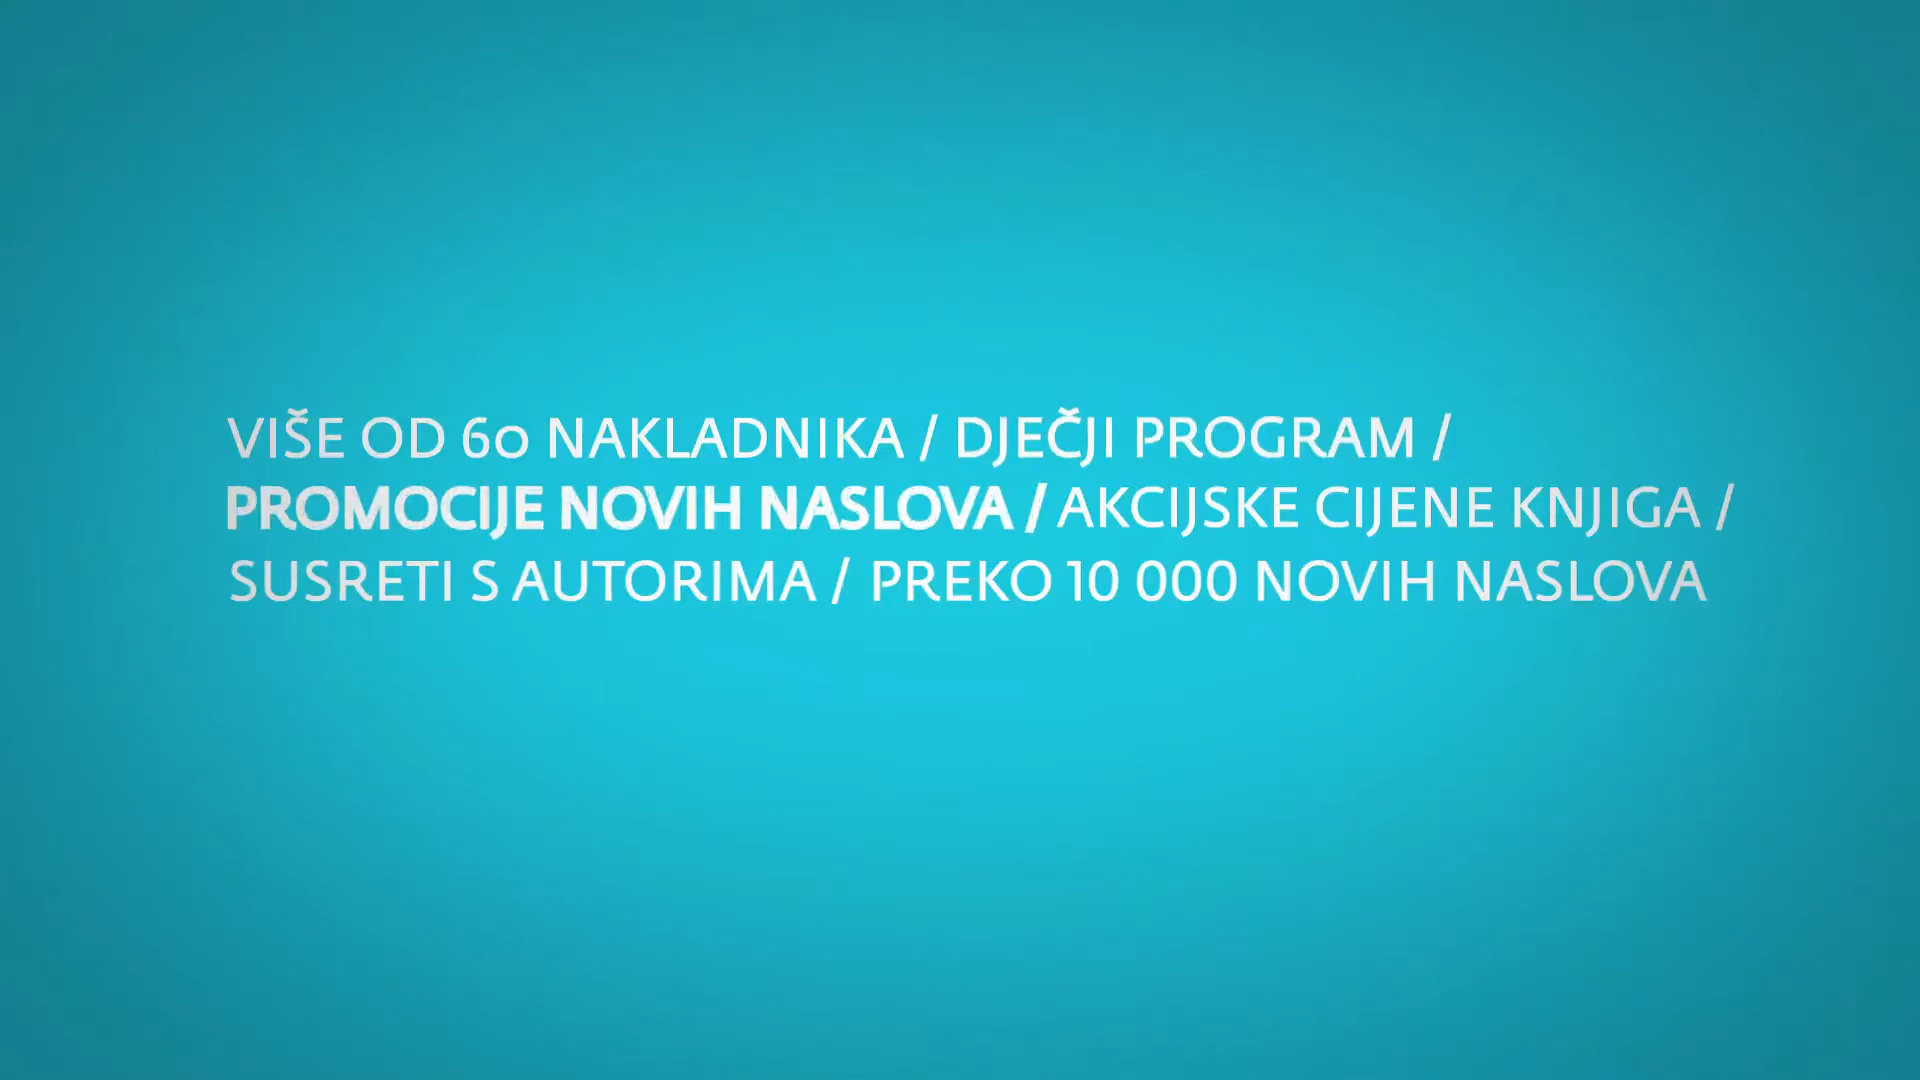 VIŠE OD 60 NAKLADNIKA / DJEČJI PROGRAM /
PROMOCIJE NOVIH NASLOVA / AKCIJSKE CIJENE KNJIGA /
SUSRETI S AUTORIMA / PREKO 10 000 NOVIH NASLOVA